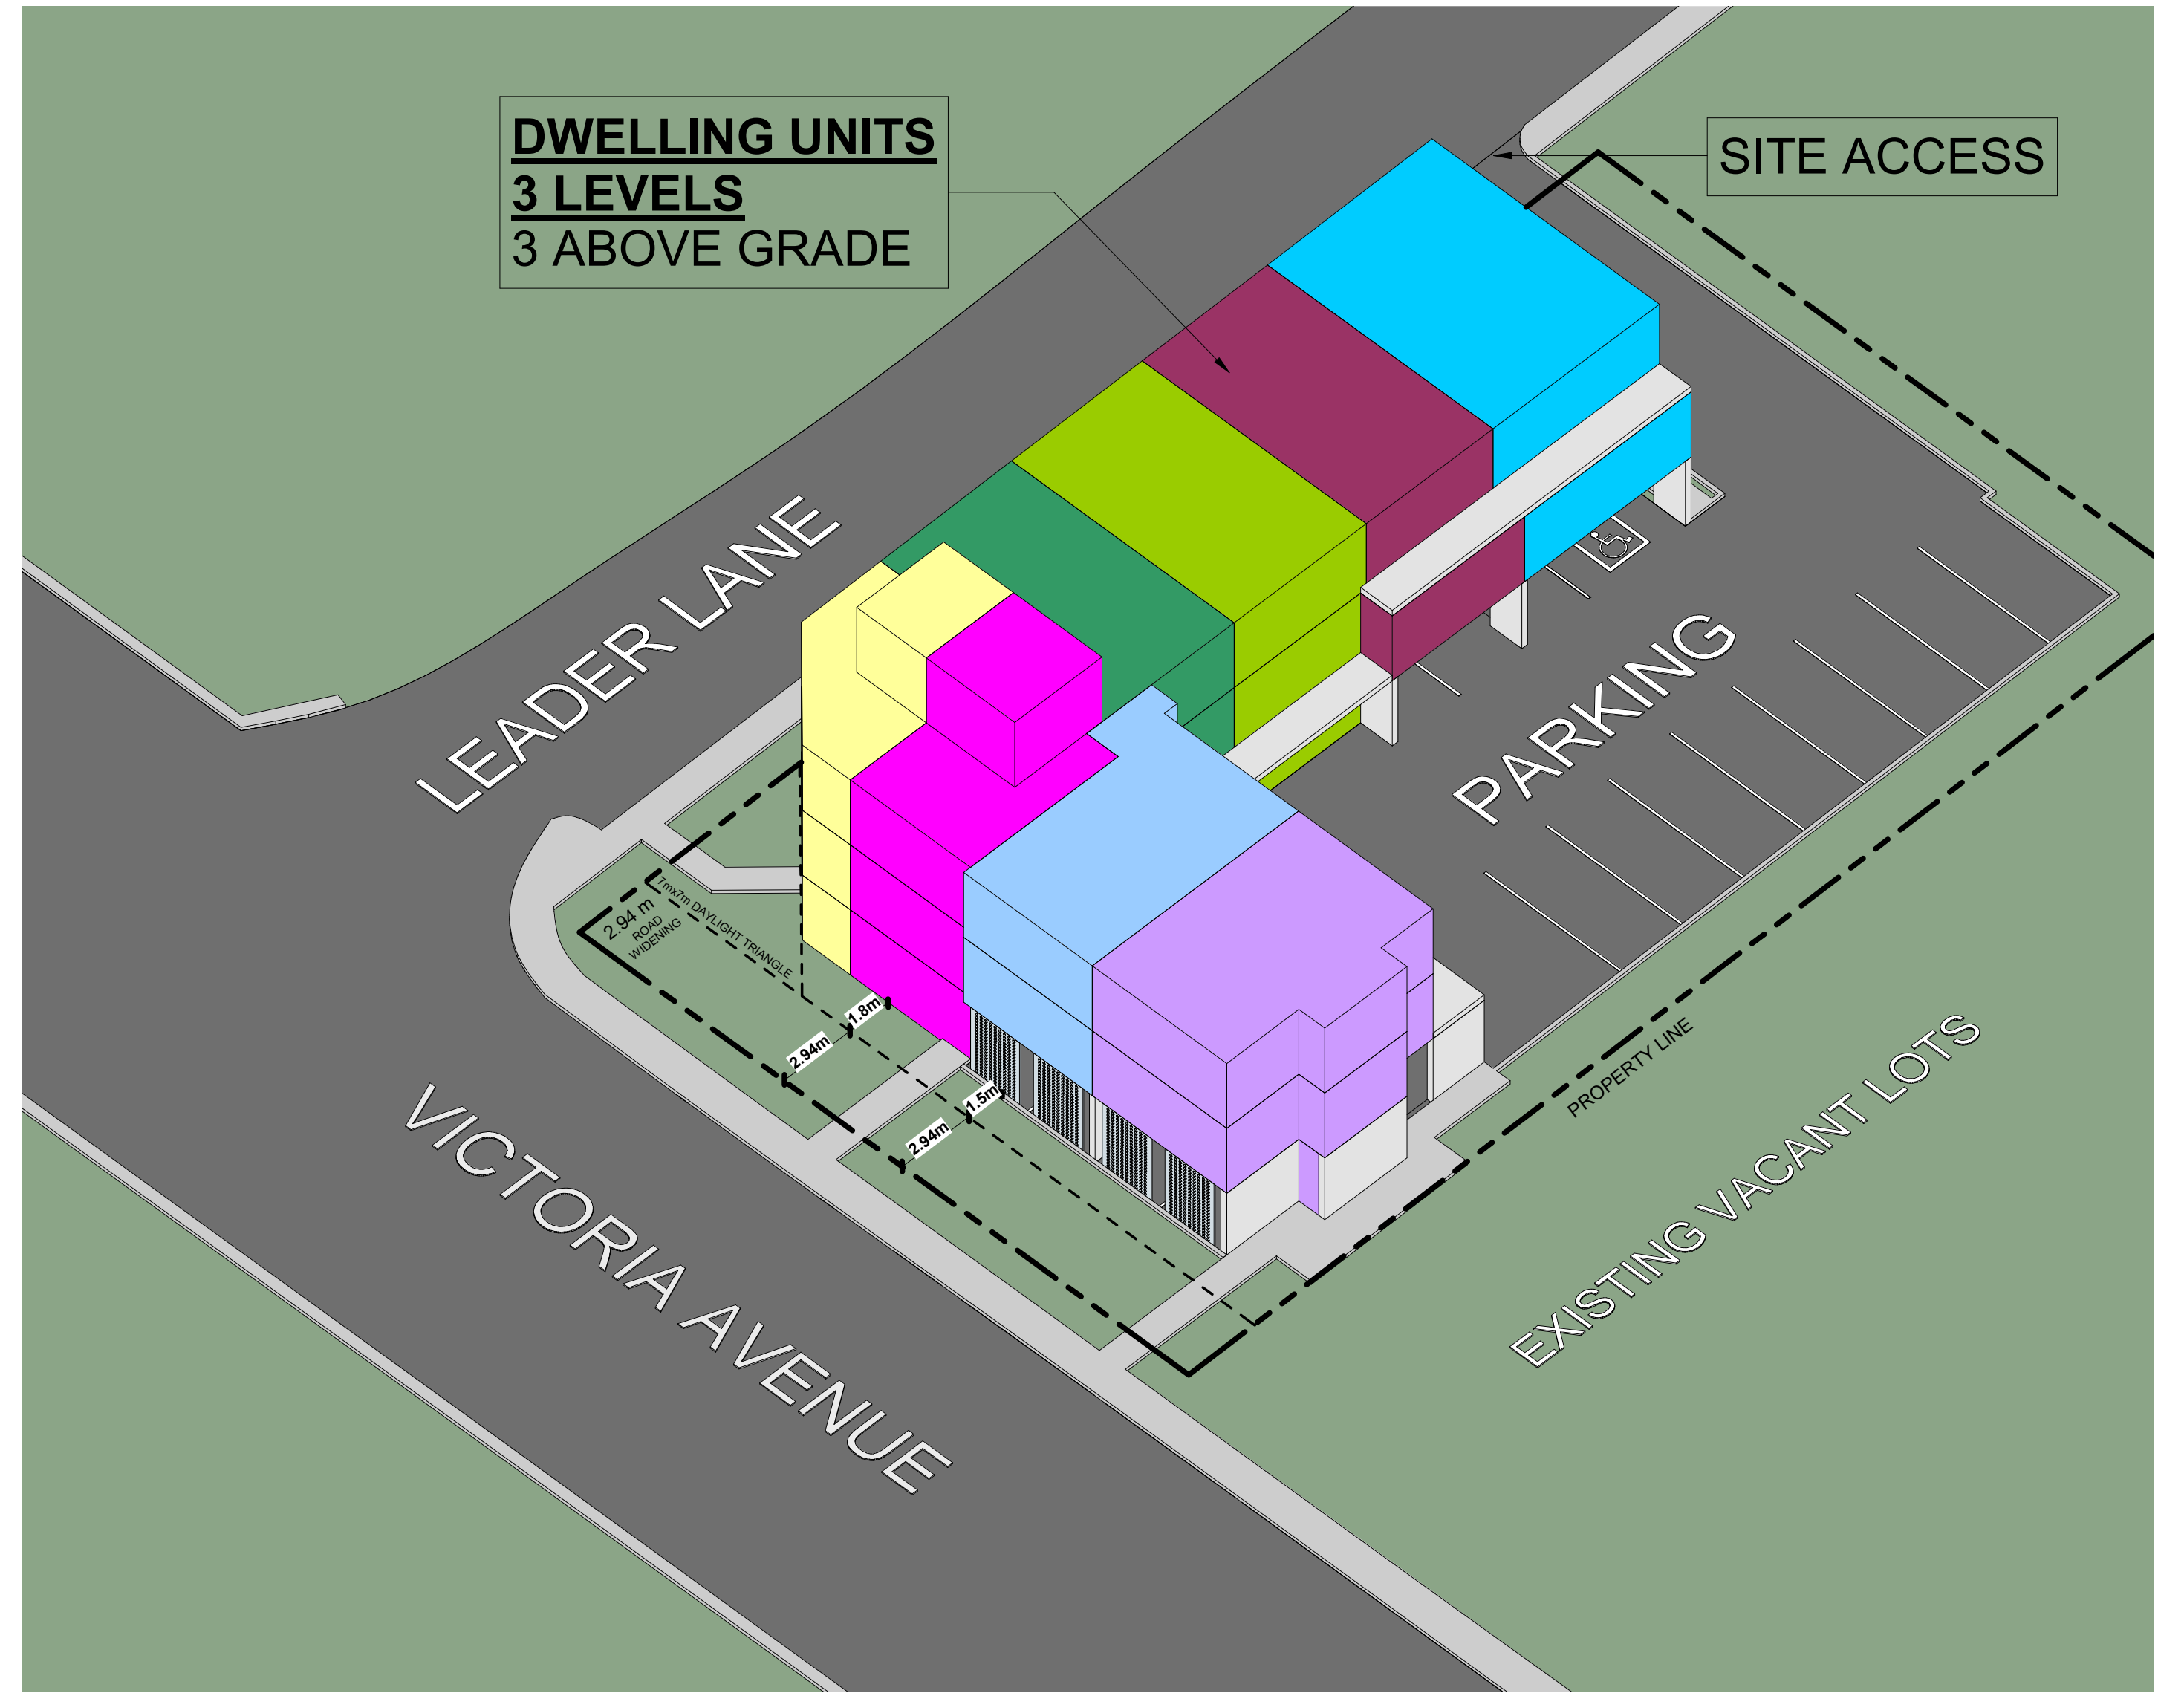 DWELLING UNITS
3 LEVELS
3 ABOVE GRADE
SITE ACCESS
LEADER LANE
PARKING
7mx7m DAYLIGHT TRIANGLE
2.94 m
ROAD
WIDENING
1.8m
2.94m
1.5m
2.94m
PROPERTY LINE
EXISTING VACANT LOTS
VICTORIA AVENUE